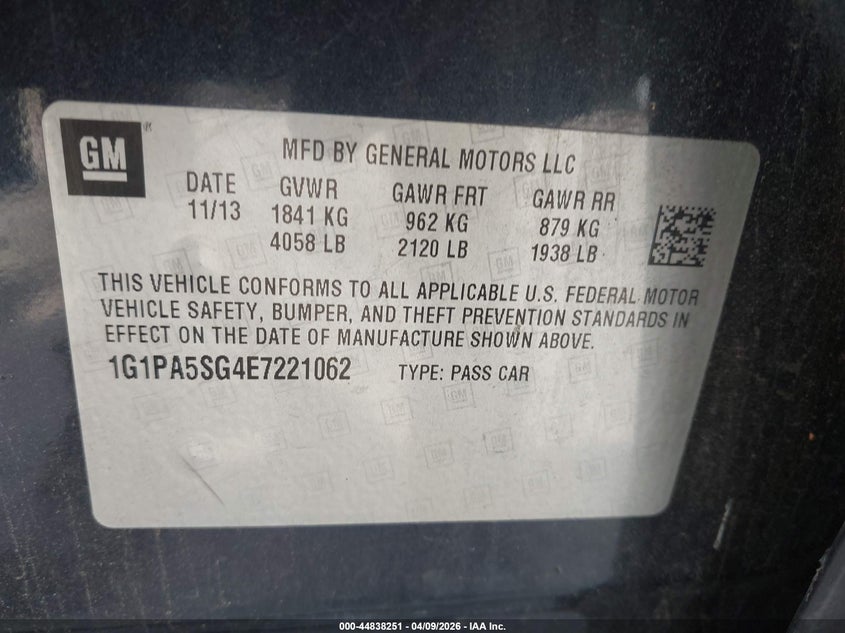 GM
MFD BY GENERAL MOTORS LLC
DATE GVWR GAWR FRT GAWR RR
11/13 1841 KG 962 KG 879 KG
4058 LB 2120 LB 1938 LB
THIS VEHICLE CONFORMS TO ALL APPLICABLE U.S. FEDERAL MOTOR
VEHICLE SAFETY, BUMPER, AND THEFT PREVENTION STANDARDS IN
EFFECT ON THE DATE OF MANUFACTURE SHOWN ABOVE.
1G1PA5SG4E7221062 TYPE: PASS CAR
000-44838251 - 04/09/2026 - IAA Inc.